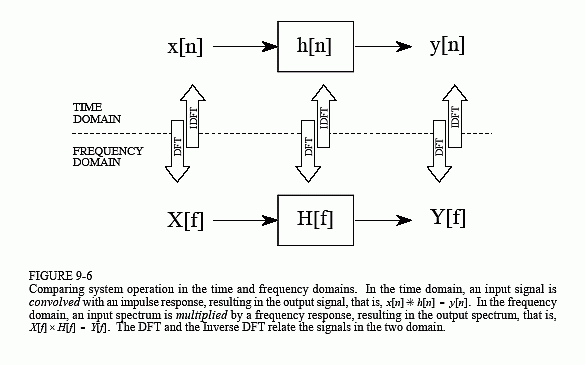 x[n] h[n] y[n]
TIME
DOMAIN
IDFT IDFT IDFT
DFT DFT DFT
FREQUENCY
DOMAIN
X[f] H[f] Y[f]
FIGURE 9-6
Comparing system operation in the time and frequency domains. In the time domain, an input signal is
convolved with an impulse response, resulting in the output signal, that is, x[n] ∗ h[n] = y[n]. In the frequency
domain, an input spectrum is multiplied by a frequency response, resulting in the output spectrum, that is,
X[f] × H[f] = Y[f]. The DFT and the Inverse DFT relate the signals in the two domain.